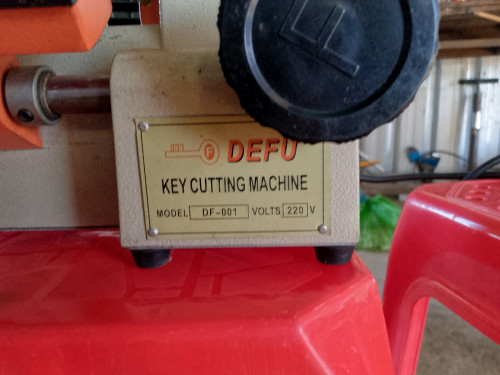 F
DEFU
KEY CUTTING MACHINE
MODEL DF-001 VOLTS 220 V